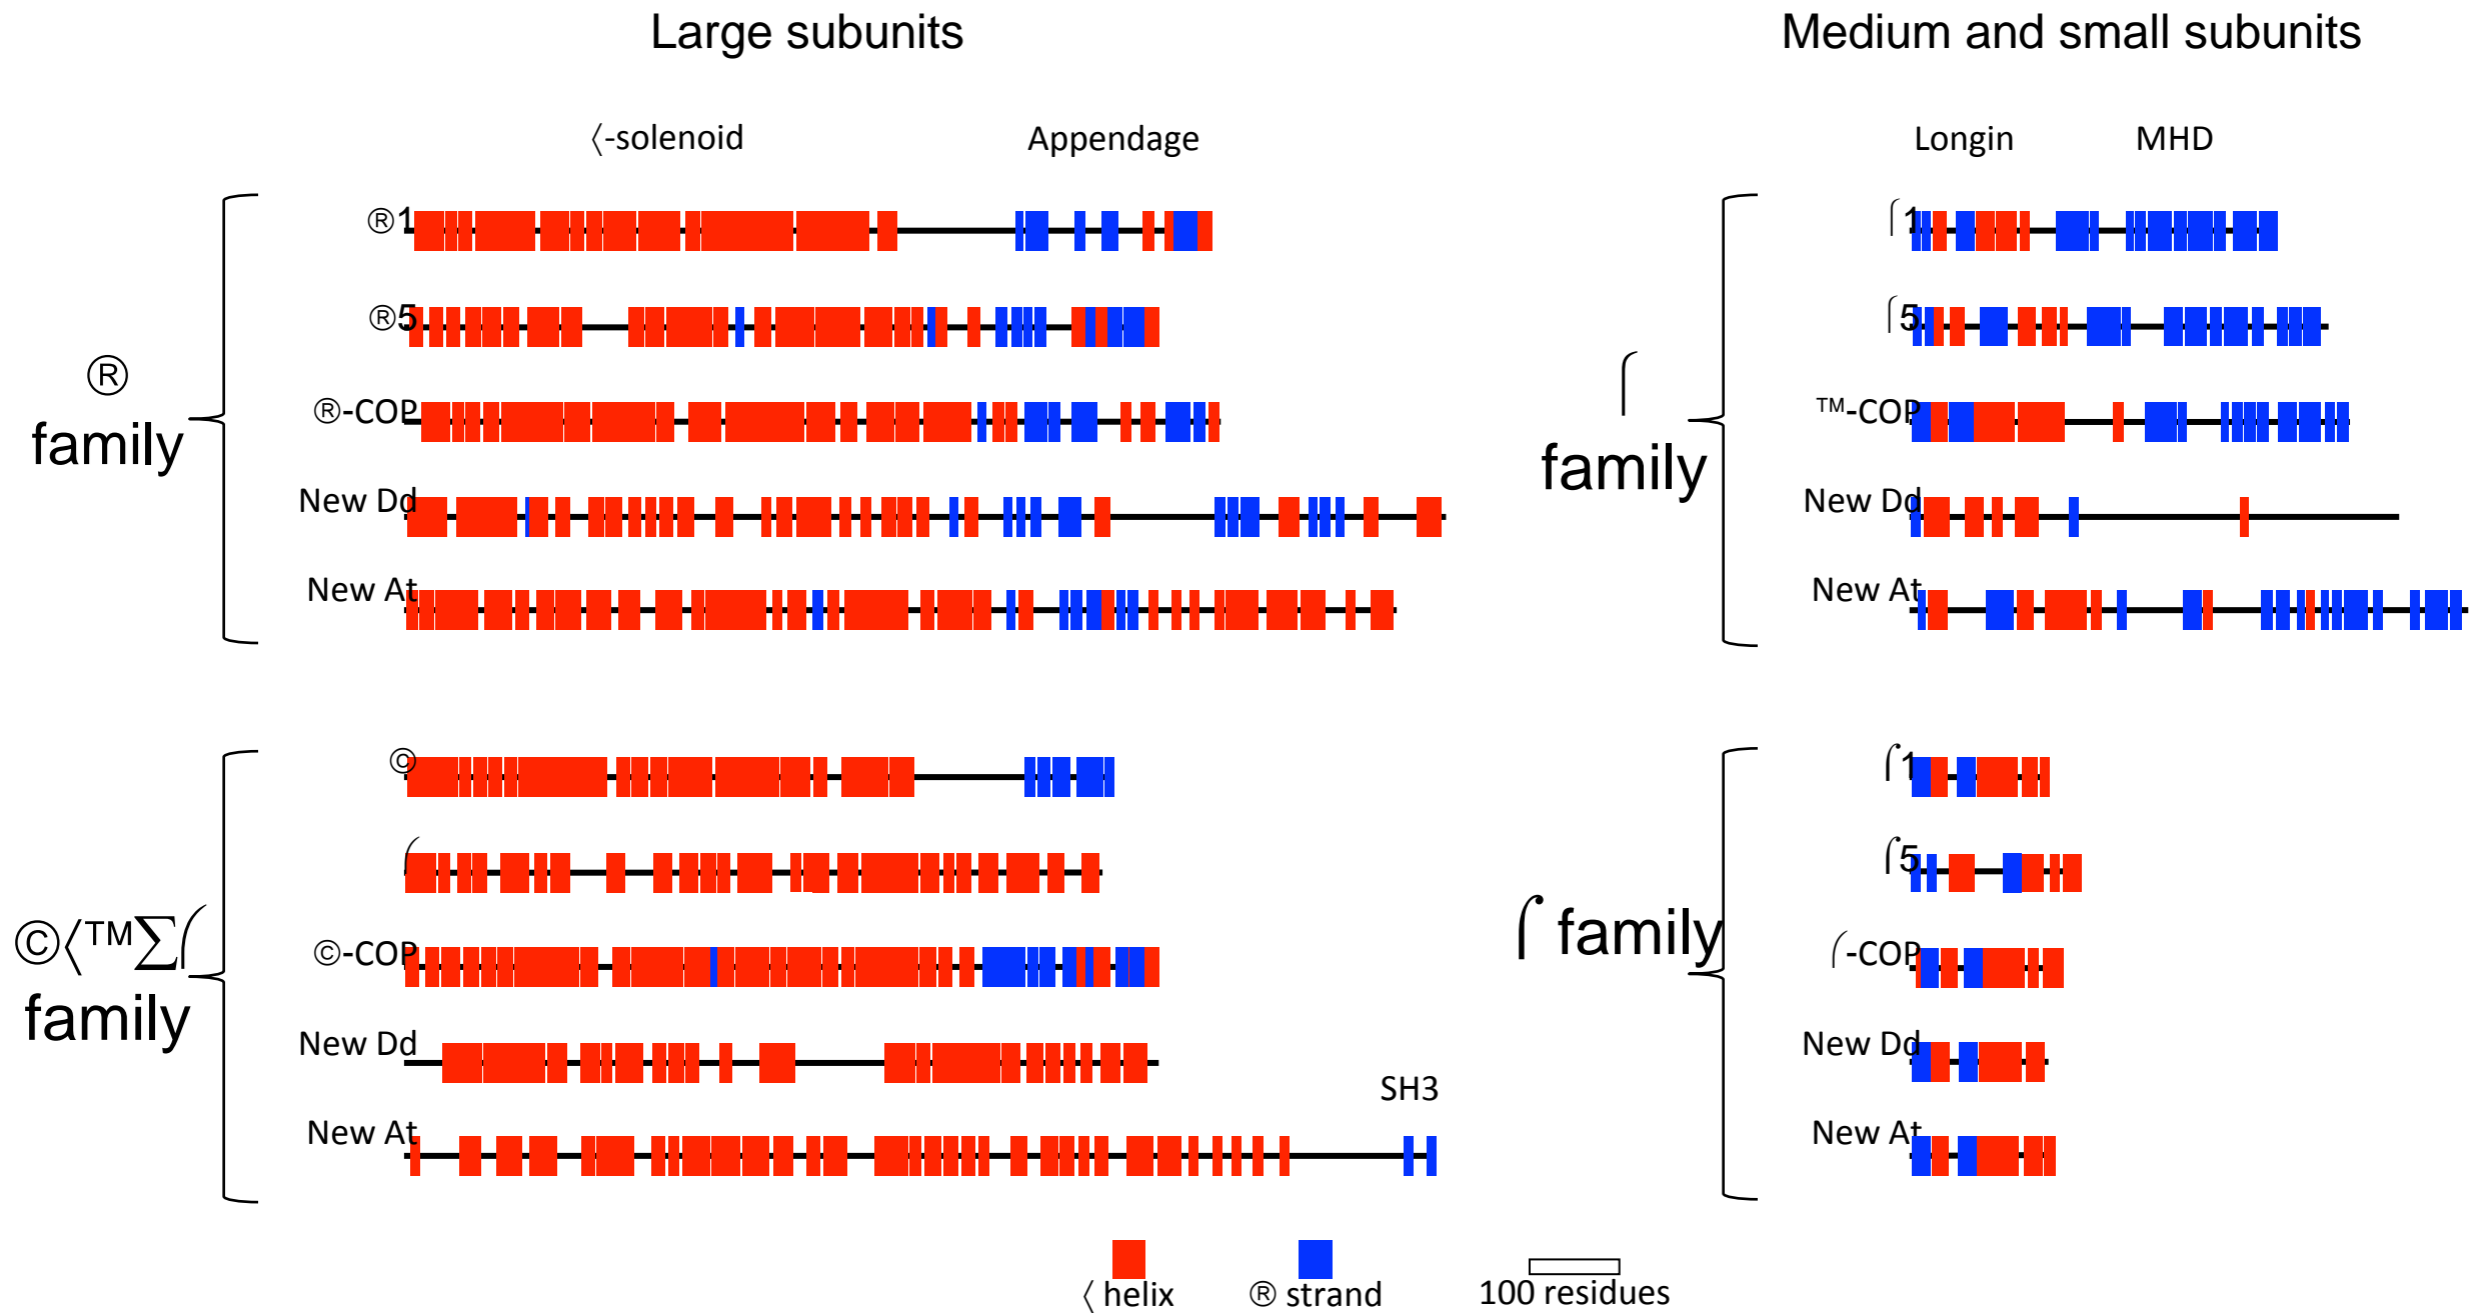 Large subunits
Medium and small subunits
〈-solenoid
Appendage
Longin
MHD
®1
®5
®-COP
New Dd
New At
®
family
⌠1
⌠5
™-COP
New Dd
New At
⌠
family
©
⎛
©-COP
New Dd
New At
SH3
©〈™∑⎛
family
⌠1
⌠5
⎛-COP
New Dd
New At
⌠ family
〈 helix
® strand
100 residues